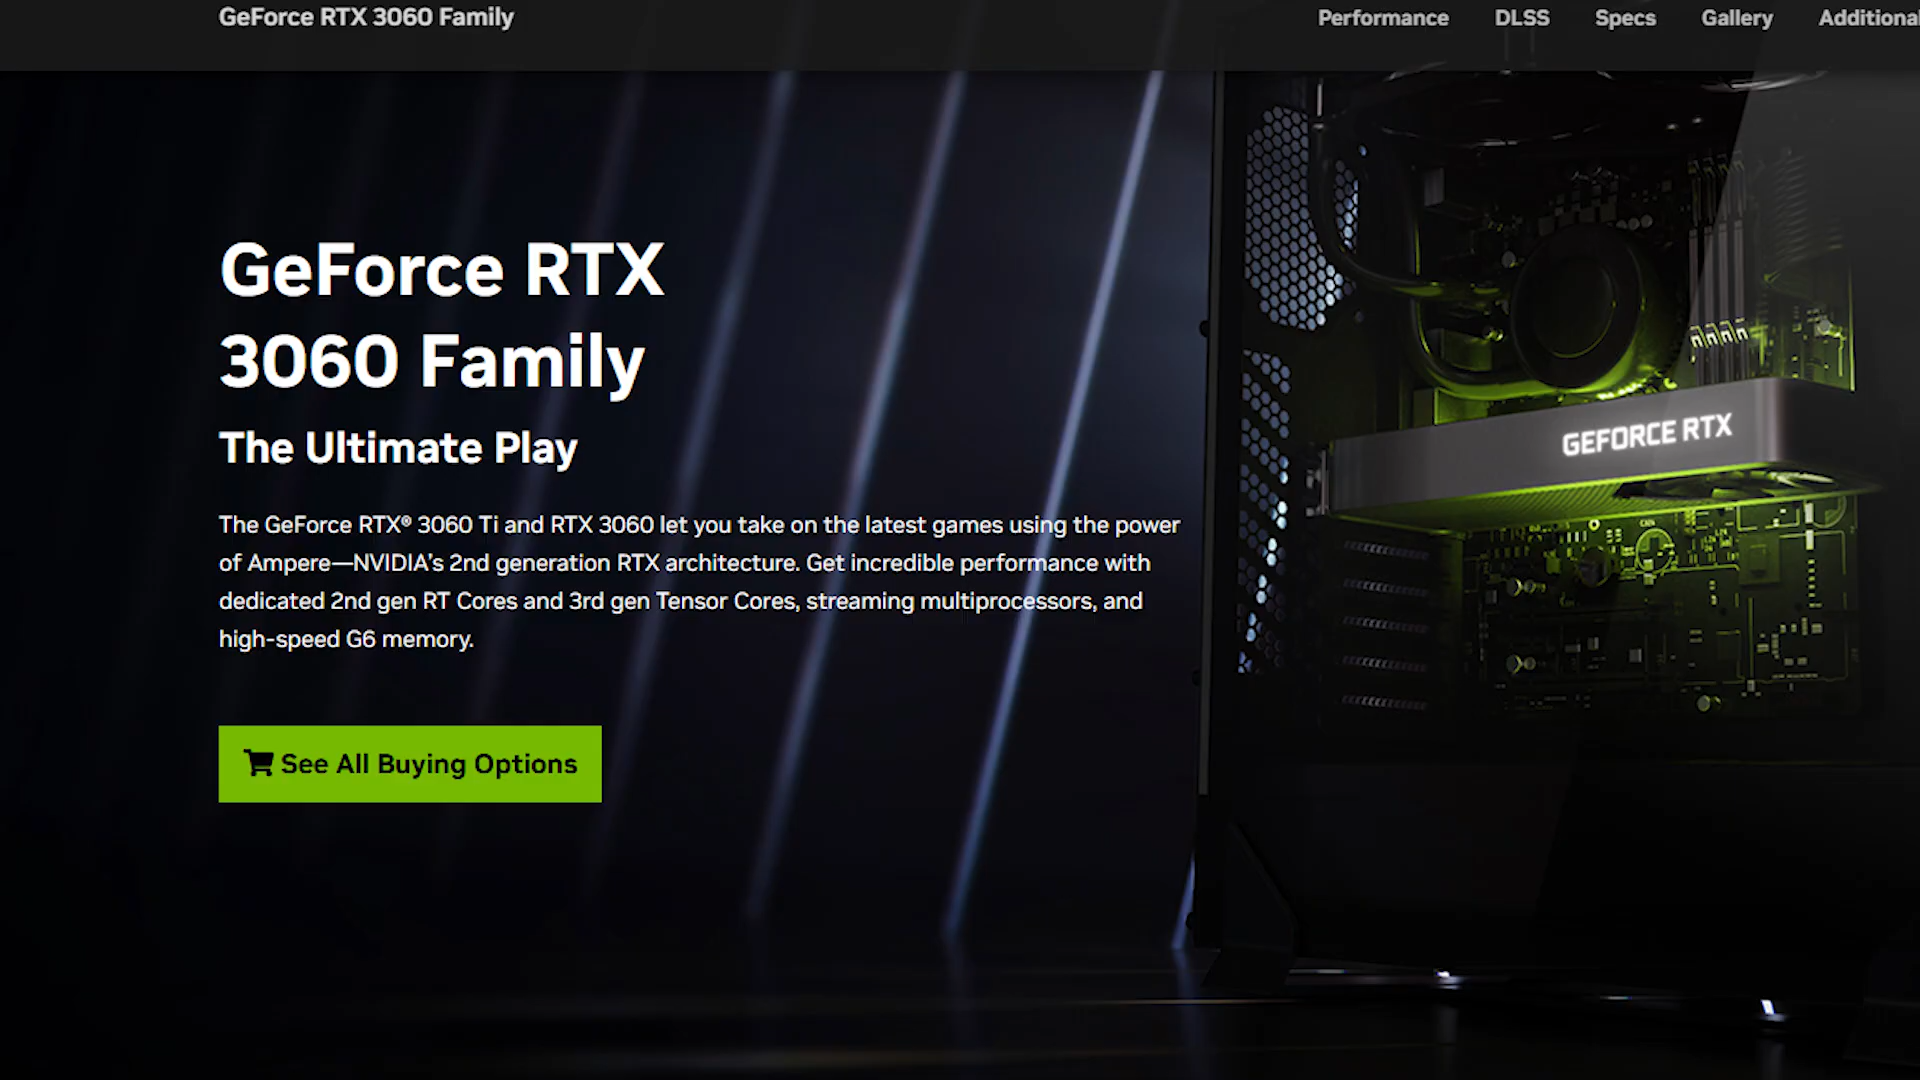 GeForce RTX 3060 Family
Performance DLSS Specs Gallery Additional
GeForce RTX
3060 Family
The Ultimate Play
The GeForce RTX® 3060 Ti and RTX 3060 let you take on the latest games using the power
of Ampere—NVIDIA's 2nd generation RTX architecture. Get incredible performance with
dedicated 2nd gen RT Cores and 3rd gen Tensor Cores, streaming multiprocessors, and
high-speed G6 memory.
See All Buying Options
GEFORCE RTX